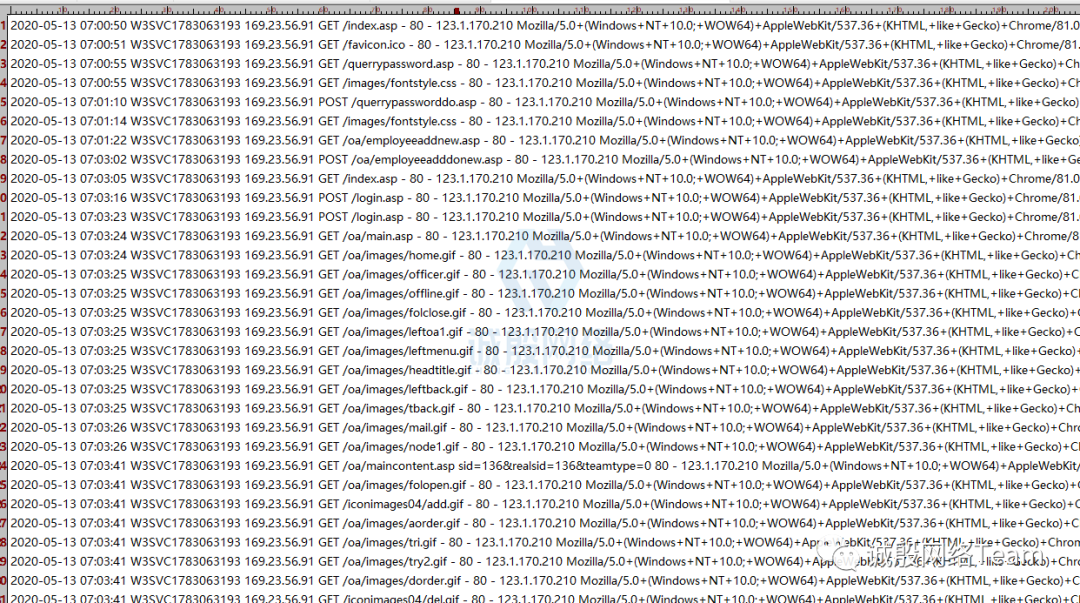 1 2020-05-13 07:00:50 W3SVC1783063193 169.23.56.91 GET /index.asp - 80 - 123.1.170.210 Mozilla/5.0+(Windows+NT+10.0;+WOW64)+AppleWebKit/537.36+(KHTML,+like+Gecko)+Chrome/81.0
2 2020-05-13 07:00:51 W3SVC1783063193 169.23.56.91 GET /favicon.ico - 80 - 123.1.170.210 Mozilla/5.0+(Windows+NT+10.0;+WOW64)+AppleWebKit/537.36+(KHTML,+like+Gecko)+Chrome/81.
3 2020-05-13 07:00:55 W3SVC1783063193 169.23.56.91 GET /querrypassword.asp - 80 - 123.1.170.210 Mozilla/5.0+(Windows+NT+10.0;+WOW64)+AppleWebKit/537.36+(KHTML,+like+Gecko)+Ch
4 2020-05-13 07:00:55 W3SVC1783063193 169.23.56.91 GET /images/fontstyle.css - 80 - 123.1.170.210 Mozilla/5.0+(Windows+NT+10.0;+WOW64)+AppleWebKit/537.36+(KHTML,+like+Gecko)+Ch
5 2020-05-13 07:01:10 W3SVC1783063193 169.23.56.91 POST /querrypassworddo.asp - 80 - 123.1.170.210 Mozilla/5.0+(Windows+NT+10.0;+WOW64)+AppleWebKit/537.36+(KHTML,+like+Gecko)
6 2020-05-13 07:01:14 W3SVC1783063193 169.23.56.91 GET /images/fontstyle.css - 80 - 123.1.170.210 Mozilla/5.0+(Windows+NT+10.0;+WOW64)+AppleWebKit/537.36+(KHTML,+like+Gecko)+Ch
7 2020-05-13 07:01:22 W3SVC1783063193 169.23.56.91 GET /oa/employeeaddnew.asp - 80 - 123.1.170.210 Mozilla/5.0+(Windows+NT+10.0;+WOW64)+AppleWebKit/537.36+(KHTML,+like+Gecko)
8 2020-05-13 07:03:02 W3SVC1783063193 169.23.56.91 POST /oa/employeeadddonew.asp - 80 - 123.1.170.210 Mozilla/5.0+(Windows+NT+10.0;+WOW64)+AppleWebKit/537.36+(KHTML,+like+Ge
9 2020-05-13 07:03:05 W3SVC1783063193 169.23.56.91 GET /index.asp - 80 - 123.1.170.210 Mozilla/5.0+(Windows+NT+10.0;+WOW64)+AppleWebKit/537.36+(KHTML,+like+Gecko)+Chrome/81.0
0 2020-05-13 07:03:16 W3SVC1783063193 169.23.56.91 POST /login.asp - 80 - 123.1.170.210 Mozilla/5.0+(Windows+NT+10.0;+WOW64)+AppleWebKit/537.36+(KHTML,+like+Gecko)+Chrome/81.
1 2020-05-13 07:03:23 W3SVC1783063193 169.23.56.91 POST /login.asp - 80 - 123.1.170.210 Mozilla/5.0+(Windows+NT+10.0;+WOW64)+AppleWebKit/537.36+(KHTML,+like+Gecko)+Chrome/81.
2 2020-05-13 07:03:24 W3SVC1783063193 169.23.56.91 GET /oa/main.asp - 80 - 123.1.170.210 Mozilla/5.0+(Windows+NT+10.0;+WOW64)+AppleWebKit/537.36+(KHTML,+like+Gecko)+Chrome/8
3 2020-05-13 07:03:24 W3SVC1783063193 169.23.56.91 GET /oa/images/home.gif - 80 - 123.1.170.210 Mozilla/5.0+(Windows+NT+10.0;+WOW64)+AppleWebKit/537.36+(KHTML,+like+Gecko)+Ch
4 2020-05-13 07:03:25 W3SVC1783063193 169.23.56.91 GET /oa/images/officer.gif - 80 - 123.1.170.210 Mozilla/5.0+(Windows+NT+10.0;+WOW64)+AppleWebKit/537.36+(KHTML,+like+Gecko)+C
5 2020-05-13 07:03:25 W3SVC1783063193 169.23.56.91 GET /oa/images/offline.gif - 80 - 123.1.170.210 Mozilla/5.0+(Windows+NT+10.0;+WOW64)+AppleWebKit/537.36+(KHTML,+like+Gecko)+Ch
6 2020-05-13 07:03:25 W3SVC1783063193 169.23.56.91 GET /oa/images/folclose.gif - 80 - 123.1.170.210 Mozilla/5.0+(Windows+NT+10.0;+WOW64)+AppleWebKit/537.36+(KHTML,+like+Gecko)+
7 2020-05-13 07:03:25 W3SVC1783063193 169.23.56.91 GET /oa/images/leftoa1.gif - 80 - 123.1.170.210 Mozilla/5.0+(Windows+NT+10.0;+WOW64)+AppleWebKit/537.36+(KHTML,+like+Gecko)+C
8 2020-05-13 07:03:25 W3SVC1783063193 169.23.56.91 GET /oa/images/leftmenu.gif - 80 - 123.1.170.210 Mozilla/5.0+(Windows+NT+10.0;+WOW64)+AppleWebKit/537.36+(KHTML,+like+Gecko)
9 2020-05-13 07:03:25 W3SVC1783063193 169.23.56.91 GET /oa/images/headtitle.gif - 80 - 123.1.170.210 Mozilla/5.0+(Windows+NT+10.0;+WOW64)+AppleWebKit/537.36+(KHTML,+like+Gecko)+
0 2020-05-13 07:03:25 W3SVC1783063193 169.23.56.91 GET /oa/images/leftback.gif - 80 - 123.1.170.210 Mozilla/5.0+(Windows+NT+10.0;+WOW64)+AppleWebKit/537.36+(KHTML,+like+Gecko)+
21 2020-05-13 07:03:25 W3SVC1783063193 169.23.56.91 GET /oa/images/tback.gif - 80 - 123.1.170.210 Mozilla/5.0+(Windows+NT+10.0;+WOW64)+AppleWebKit/537.36+(KHTML,+like+Gecko)+Ch
2 2020-05-13 07:03:26 W3SVC1783063193 169.23.56.91 GET /oa/images/mail.gif - 80 - 123.1.170.210 Mozilla/5.0+(Windows+NT+10.0;+WOW64)+AppleWebKit/537.36+(KHTML,+like+Gecko)+Chr
3 2020-05-13 07:03:26 W3SVC1783063193 169.23.56.91 GET /oa/images/node1.gif - 80 - 123.1.170.210 Mozilla/5.0+(Windows+NT+10.0;+WOW64)+AppleWebKit/537.36+(KHTML,+like+Gecko)+C
4 2020-05-13 07:03:41 W3SVC1783063193 169.23.56.91 GET /oa/maincontent.asp sid=136&realsid=136&teamtype=0 80 - 123.1.170.210 Mozilla/5.0+(Windows+NT+10.0;+WOW64)+AppleWebKit/
5 2020-05-13 07:03:41 W3SVC1783063193 169.23.56.91 GET /oa/images/folopen.gif - 80 - 123.1.170.210 Mozilla/5.0+(Windows+NT+10.0;+WOW64)+AppleWebKit/537.36+(KHTML,+like+Gecko)+
6 2020-05-13 07:03:41 W3SVC1783063193 169.23.56.91 GET /iconimages04/add.gif - 80 - 123.1.170.210 Mozilla/5.0+(Windows+NT+10.0;+WOW64)+AppleWebKit/537.36+(KHTML,+like+Gecko)+C
27 2020-05-13 07:03:41 W3SVC1783063193 169.23.56.91 GET /oa/images/aorder.gif - 80 - 123.1.170.210 Mozilla/5.0+(Windows+NT+10.0;+WOW64)+AppleWebKit/537.36+(KHTML,+like+Gecko)+C
8 2020-05-13 07:03:41 W3SVC1783063193 169.23.56.91 GET /oa/images/tri.gif - 80 - 123.1.170.210 Mozilla/5.0+(Windows+NT+10.0;+WOW64)
9 2020-05-13 07:03:41 W3SVC1783063193 169.23.56.91 GET /oa/images/try2.gif - 80 - 123.1.170.210 Mozilla/5.0+(Windows+NT+10.0;+WOW64)
诚殷网络Team
0 2020-05-13 07:03:41 W3SVC1783063193 169.23.56.91 GET /oa/images/dorder.gif - 80 - 123.1.170.210 Mozilla/5.0+(Windows+NT+10.0;+WOW64)+AppleWebKit/537.36+(KHTML,+like+Gecko)+C
2020-05-13 07:03:41 W3SVC1783063193 169.23.56.91 GET /iconimages04/del.gif - 80 - 123.1.170.210 Mozilla/5.0+(Windows+NT+10.0;+WOW64)+AppleWebKit/537.36+(KHTML,+like+Gecko)+C